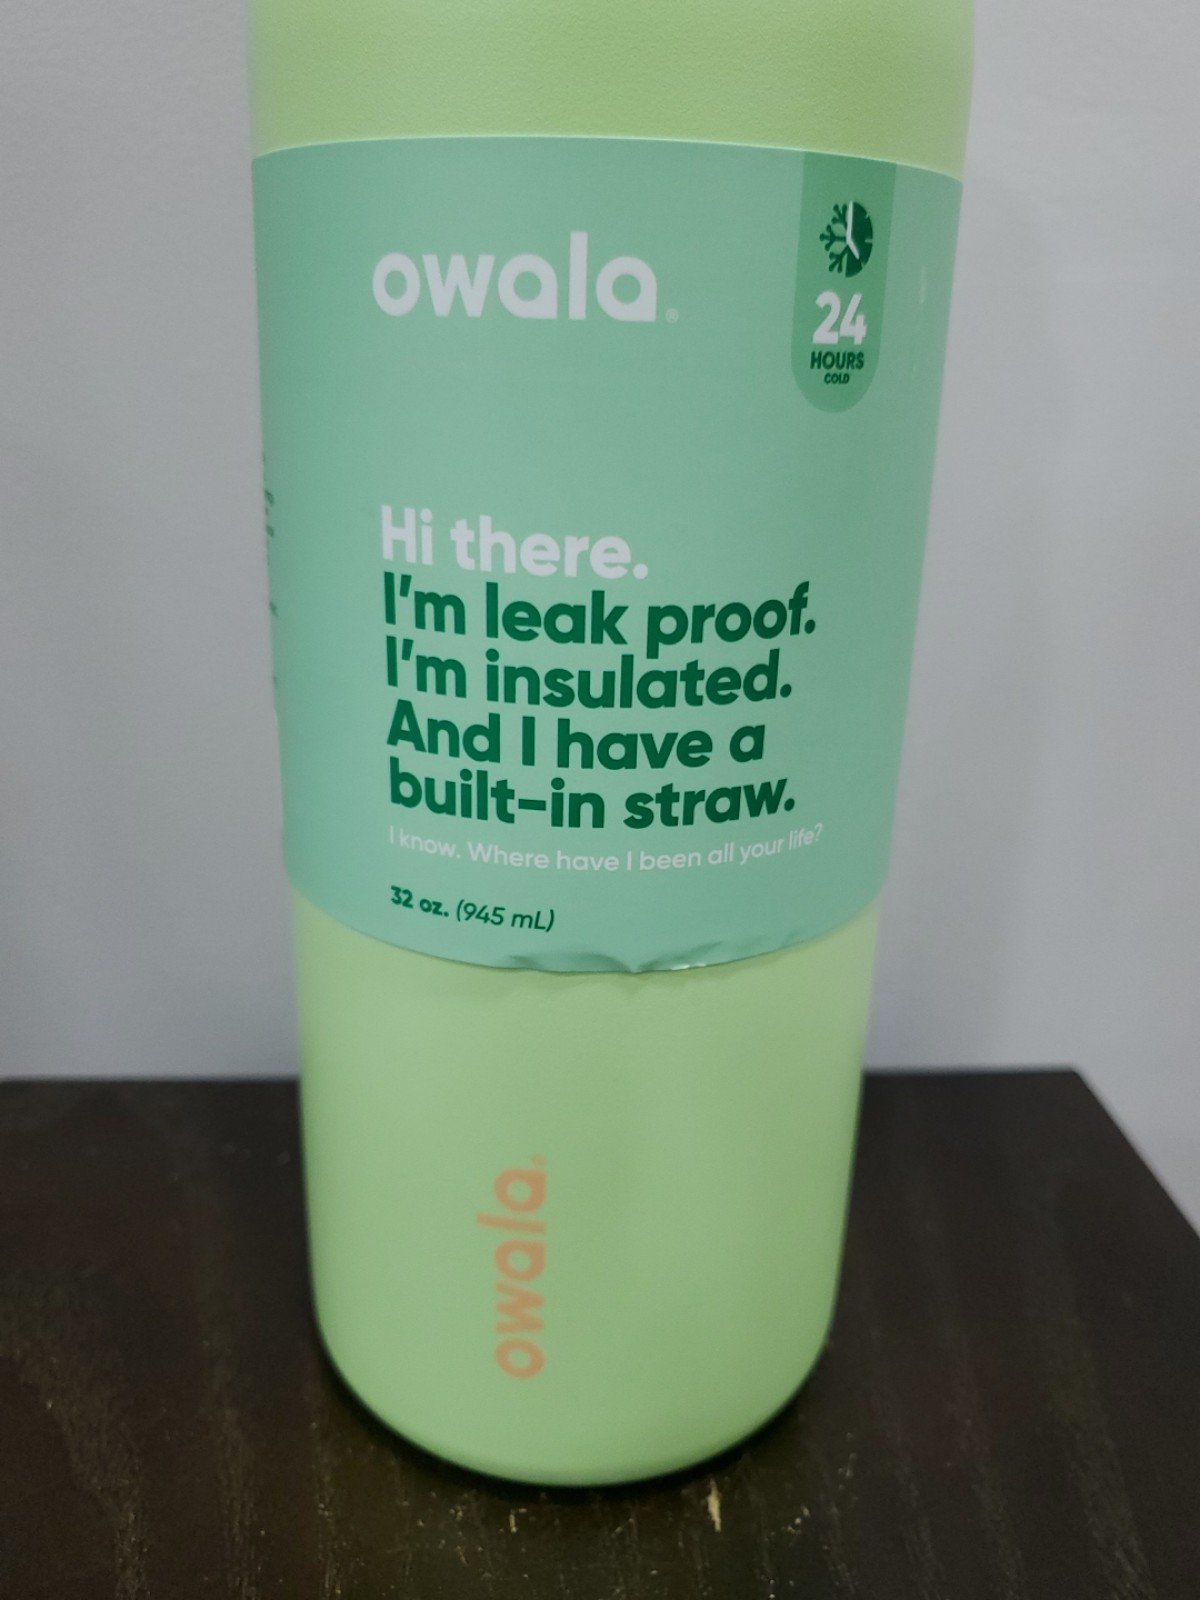 owala®
24
HOURS
COLD
Hi there.
I'm leak proof.
I'm insulated.
And I have a
built-in straw.
I know. Where have I been all your life?
32 oz. (945 mL)
owala.